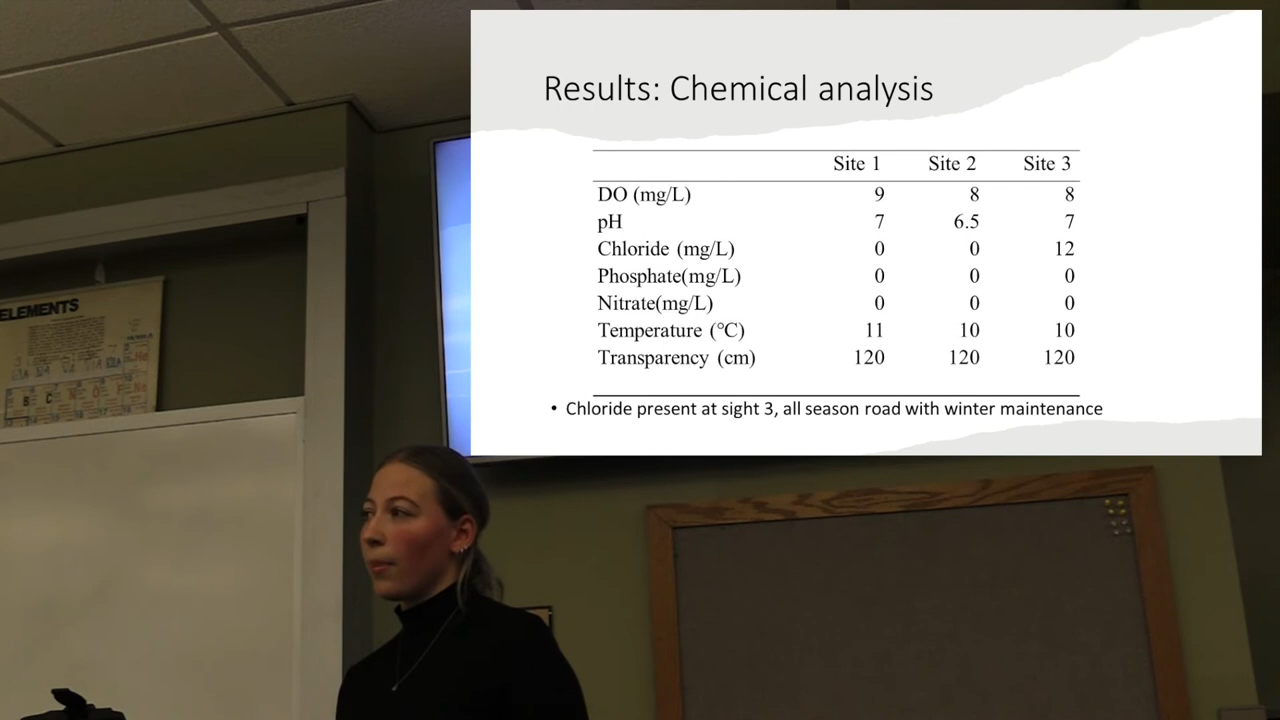 Results: Chemical analysis
Site 1 Site 2 Site 3
DO (mg/L) 9 8 8
pH 7 6.5 7
Chloride (mg/L) 0 0 12
Phosphate(mg/L) 0 0 0
Nitrate(mg/L) 0 0 0
Temperature (°C) 11 10 10
Transparency (cm) 120 120 120
• Chloride present at sight 3, all season road with winter maintenance
ELEMENTS
B C N O Ne